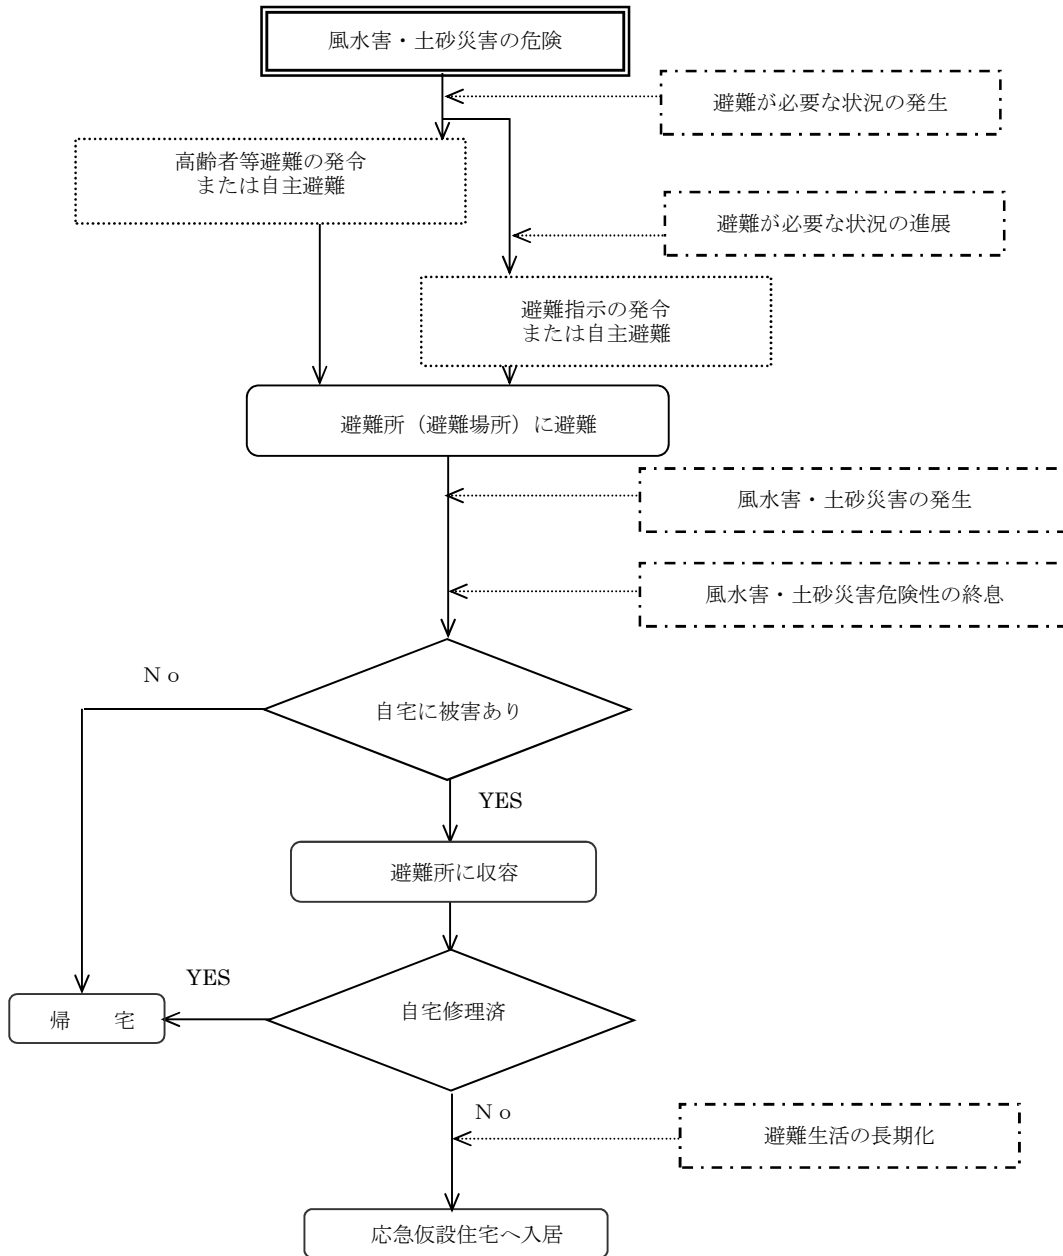 風水害・土砂災害の危険
避難が必要な状況の発生
高齢者等避難の発令
または自主避難
避難が必要な状況の進展
避難指示の発令
または自主避難
避難所（避難場所）に避難
風水害・土砂災害の発生
風水害・土砂災害危険性の終息
Ｎｏ
自宅に被害あり
YES
避難所に収容
YES
自宅修理済
帰　　宅
Ｎｏ
避難生活の長期化
応急仮設住宅へ入居